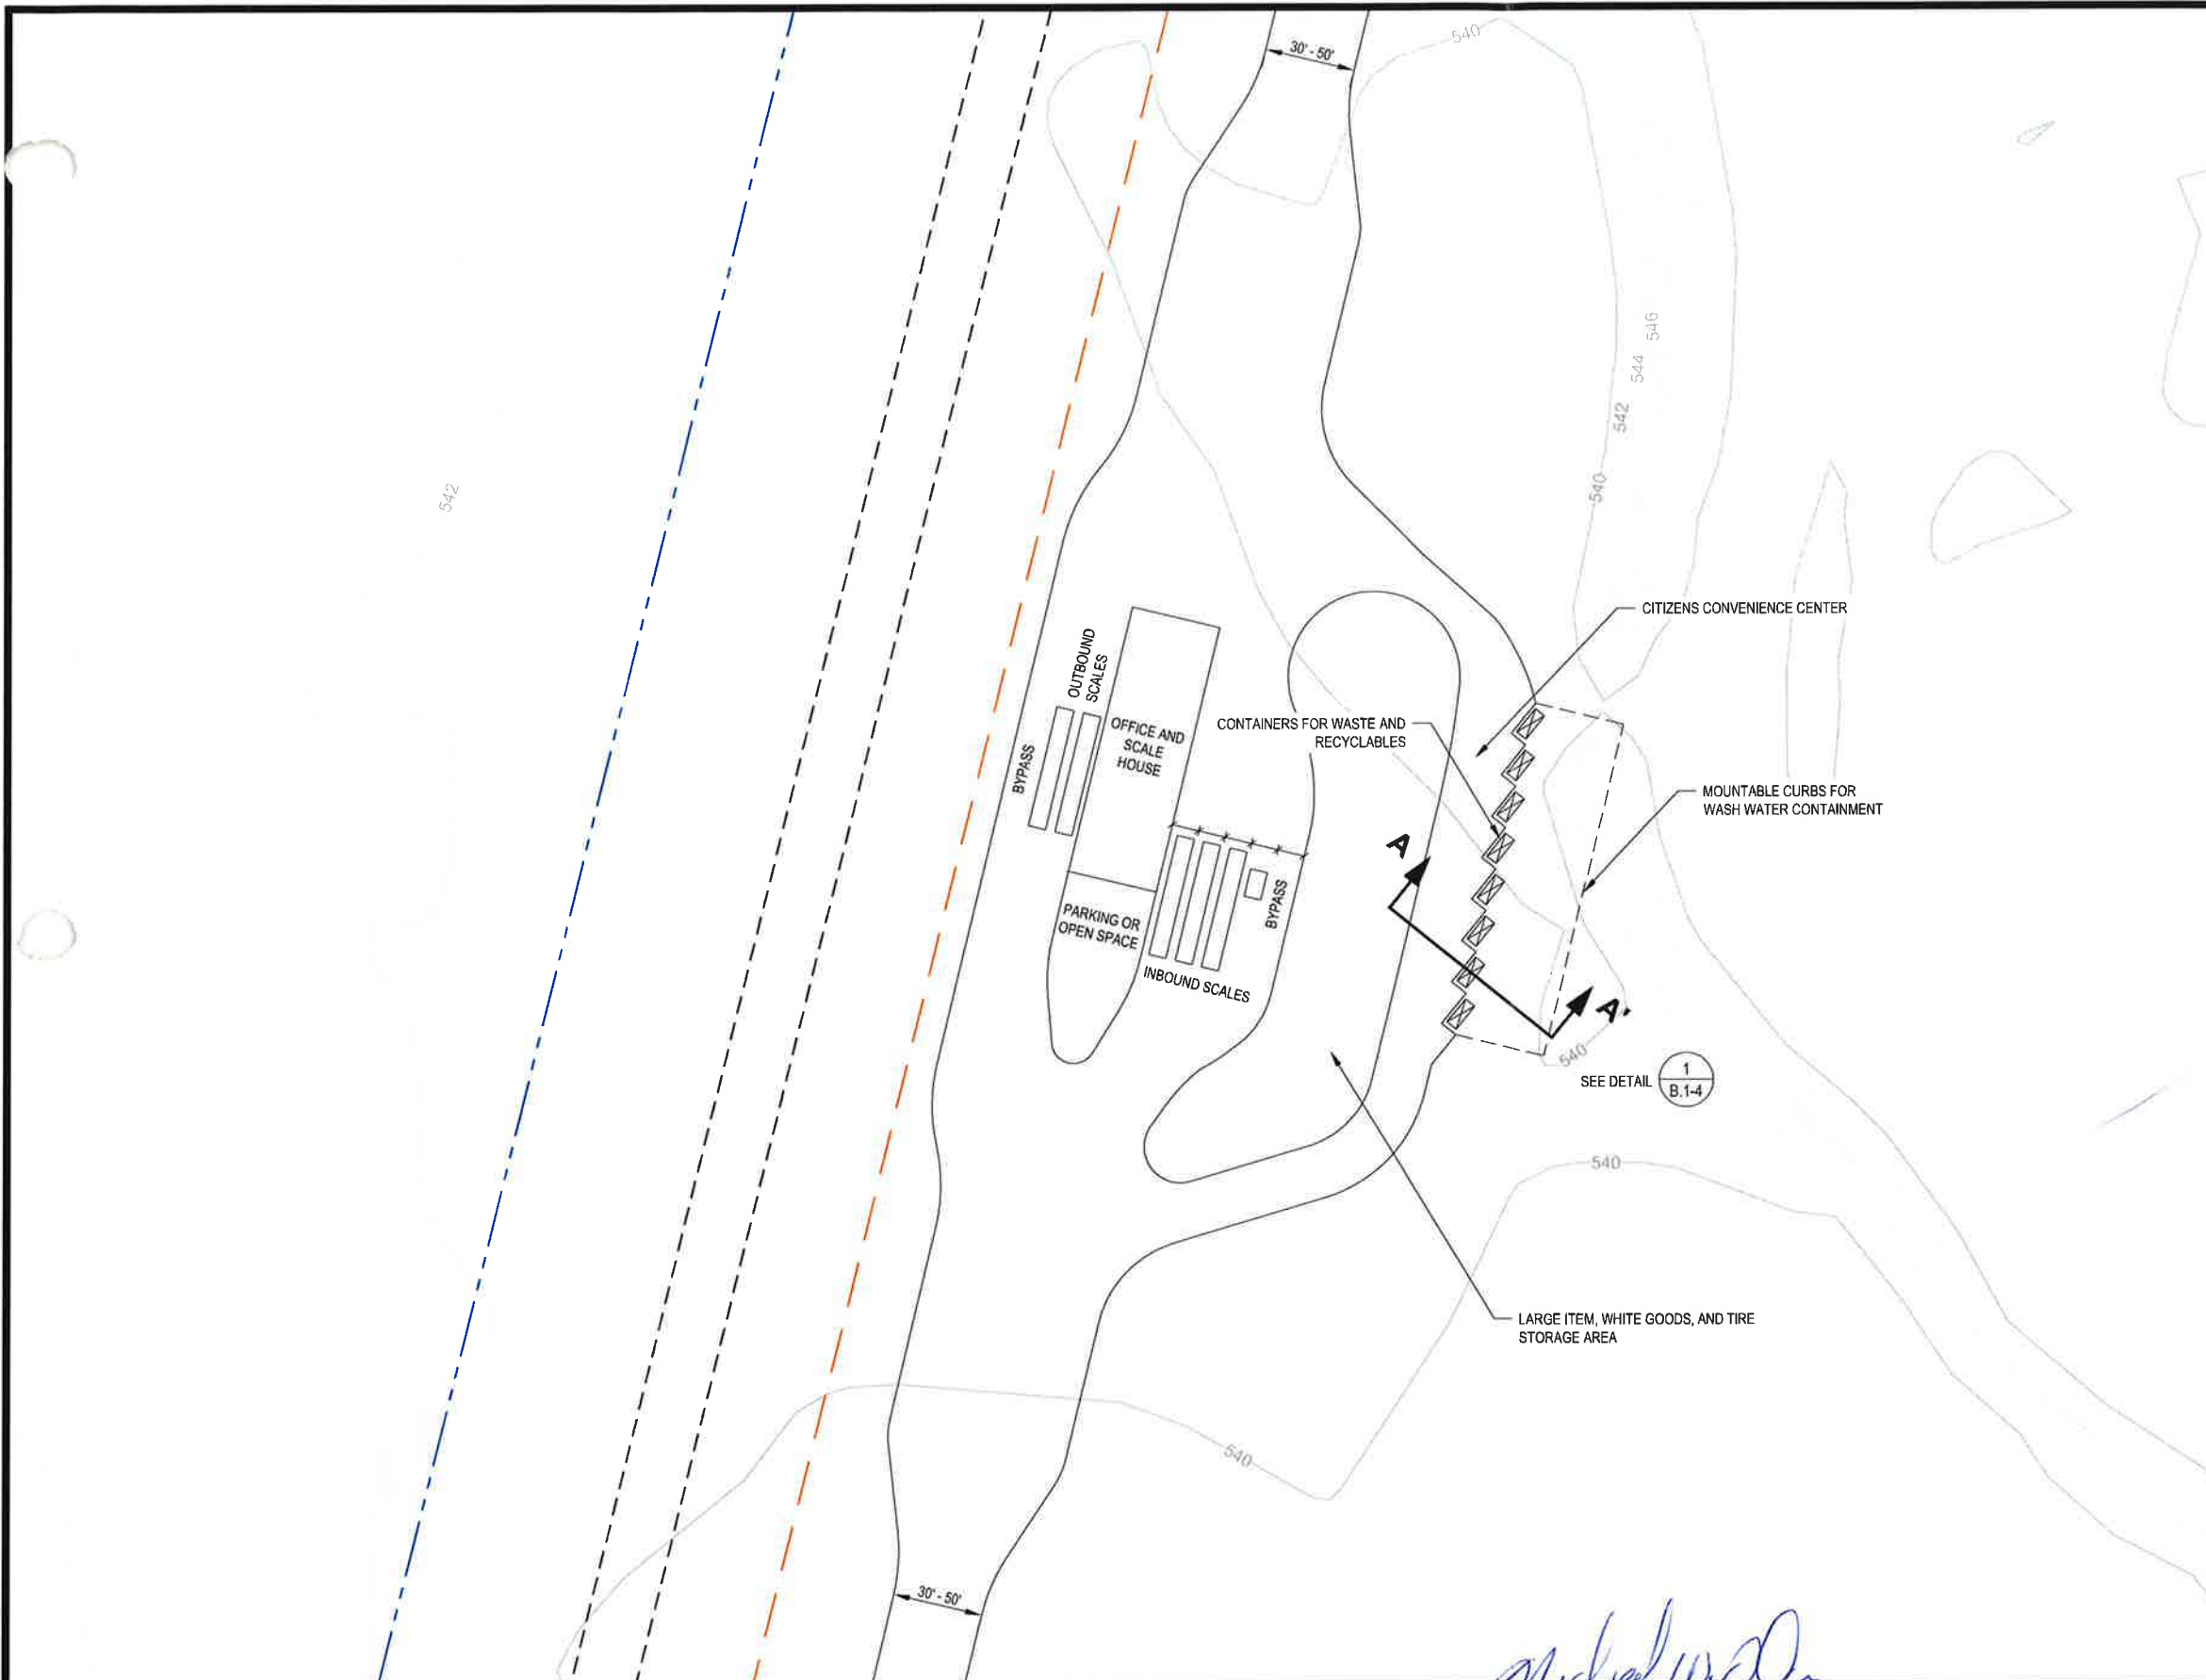 30' - 50'
540
546
544
542
540
542
CITIZENS CONVENIENCE CENTER
OUTBOUND
SCALES
BYPASS
OFFICE AND
SCALE
HOUSE
CONTAINERS FOR WASTE AND
RECYCLABLES
MOUNTABLE CURBS FOR
WASH WATER CONTAINMENT
A
BYPASS
PARKING OR
OPEN SPACE
INBOUND SCALES
A'
540
SEE DETAIL
1
B.1-4
540
LARGE ITEM, WHITE GOODS, AND TIRE
STORAGE AREA
540
30' - 50'